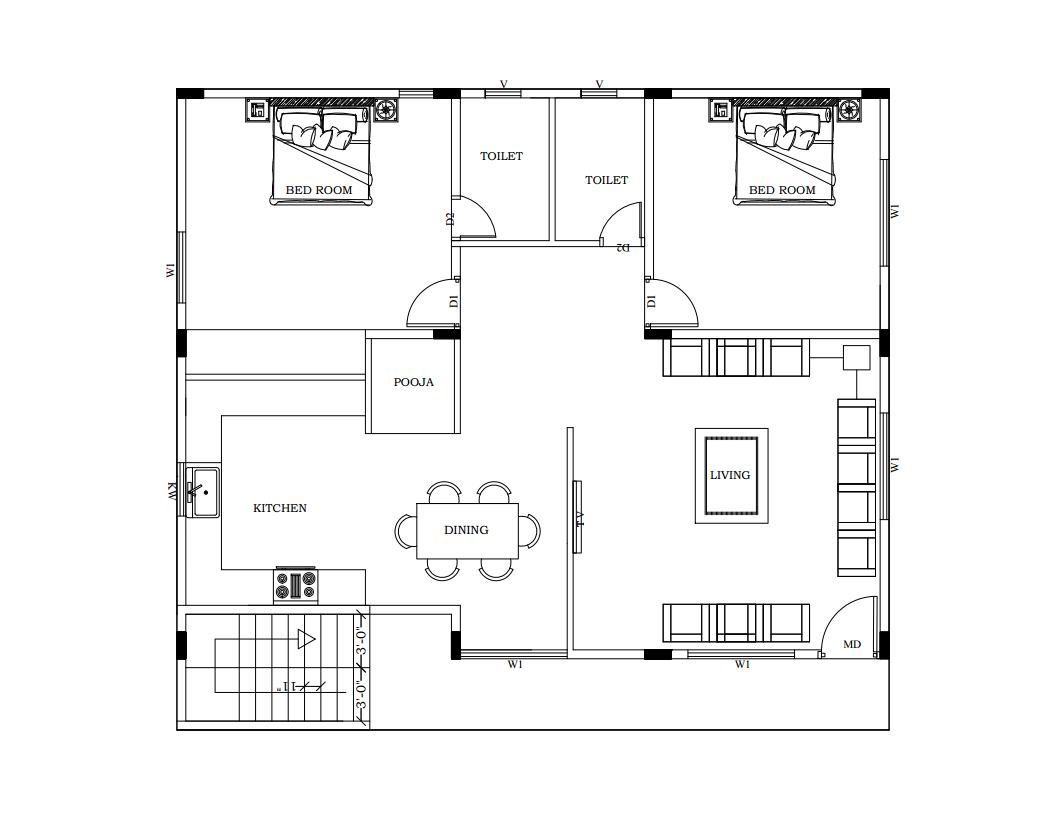 V
V
TOILET
TOILET
BED ROOM
BED ROOM
D2
D2
W1
W1
D1
D1
POOJA
LIVING
W1
KW
KITCHEN
DINING
TV
3'-0"
MD
W1
W1
11"
3'-0"